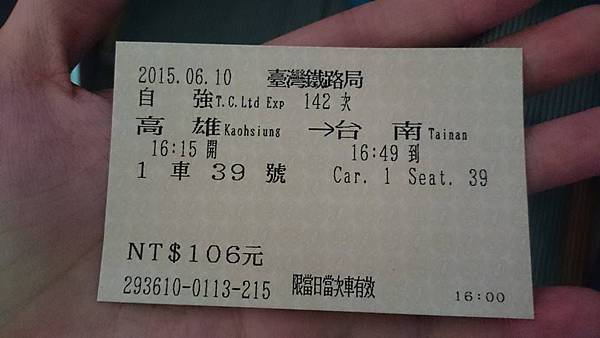 2015.06.10 臺灣鐵路局
自 強 T.C.Ltd Exp 142 次
高 雄 Kaohsiung →台 南 Tainan
16:15 開 16:49 到
1 車 39 號 Car. 1 Seat. 39
NT$106元
293610-0113-215 限當日當次車有效 16:00